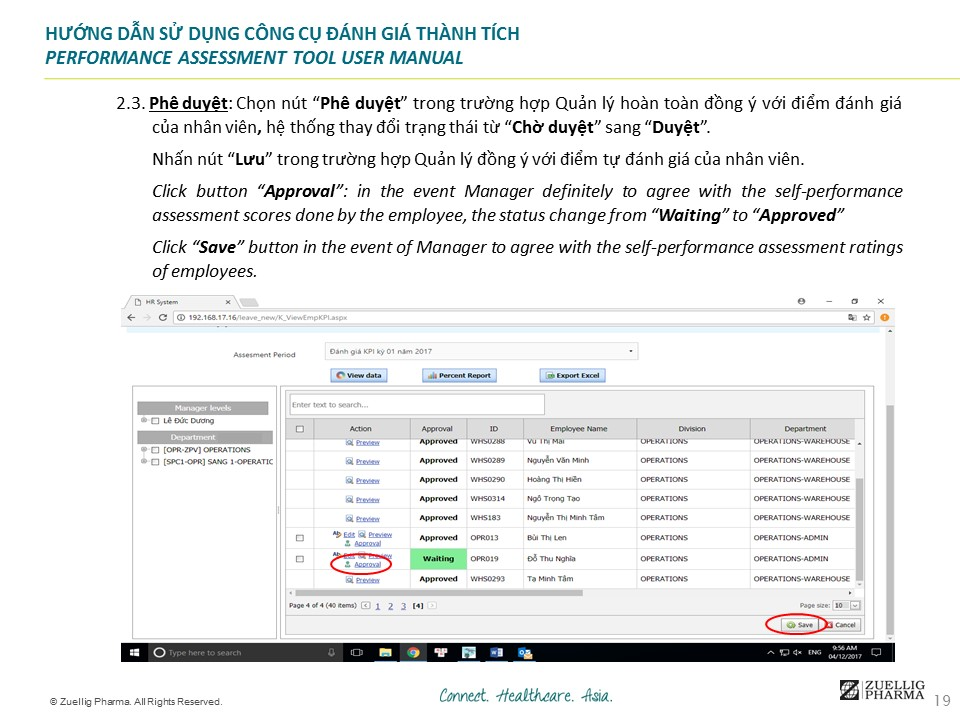 HƯỚNG DẪN SỬ DỤNG CÔNG CỤ ĐÁNH GIÁ THÀNH TÍCH
PERFORMANCE ASSESSMENT TOOL USER MANUAL
2.3. Phê duyệt: Chọn nút “Phê duyệt” trong trường hợp Quản lý hoàn toàn đồng ý với điểm đánh giá
của nhân viên, hệ thống thay đổi trạng thái từ “Chờ duyệt” sang “Duyệt”.
Nhấn nút “Lưu” trong trường hợp Quản lý đồng ý với điểm tự đánh giá của nhân viên.
Click button “Approval”: in the event Manager definitely to agree with the self-performance
assessment scores done by the employee, the status change from “Waiting” to “Approved”
Click “Save” button in the event of Manager to agree with the self-performance assessment ratings
of employees.
HR System
192.168.17.16/leave_new/K_ViewEmpKPI.aspx
Assesment Period Đánh giá KPI kỳ 01 năm 2017
View data Percent Report Export Excel
Manager levels
Lê Đức Dương
Department
[OPR-ZPV] OPERATIONS
[SPC1-OPR] SANG 1-OPERATIC
Enter text to search...
Action Approval ID Employee Name Division Department
Preview Approved WHS0288 Vũ Thị Mai OPERATIONS OPERATIONS-WAREHOUSE
Preview Approved WHS0289 Nguyễn Văn Minh OPERATIONS OPERATIONS-WAREHOUSE
Preview Approved WHS0290 Hoàng Thị Hiền OPERATIONS OPERATIONS-WAREHOUSE
Preview Approved WHS0314 Ngô Trọng Tạo OPERATIONS OPERATIONS-WAREHOUSE
Preview Approved WHS183 Nguyễn Thị Minh Tâm OPERATIONS OPERATIONS-WAREHOUSE
Edit Preview
Approval Approved OPR013 Bùi Thị Len OPERATIONS OPERATIONS-ADMIN
Edit Preview
Approval Waiting OPR019 Đỗ Thu Nghĩa OPERATIONS OPERATIONS-ADMIN
Preview Approved WHS0293 Tạ Minh Tâm OPERATIONS OPERATIONS-WAREHOUSE
Page 4 of 4 (40 items) 1 2 3 [4] Page size: 10
Save Cancel
Type here to search
ENG
9:56 AM
04/12/2017
© Zuellig Pharma. All Rights Reserved.
Connect. Healthcare. Asia.
ZUELLIG
PHARMA
19